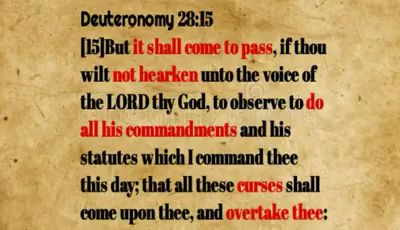 Deuteronomy 28:15
[15]But it shall come to pass, if thou
wilt not hearken unto the voice of
the LORD thy God, to observe to do
all his commandments and his
statutes which I command thee
this day; that all these curses shall
come upon thee, and overtake thee: